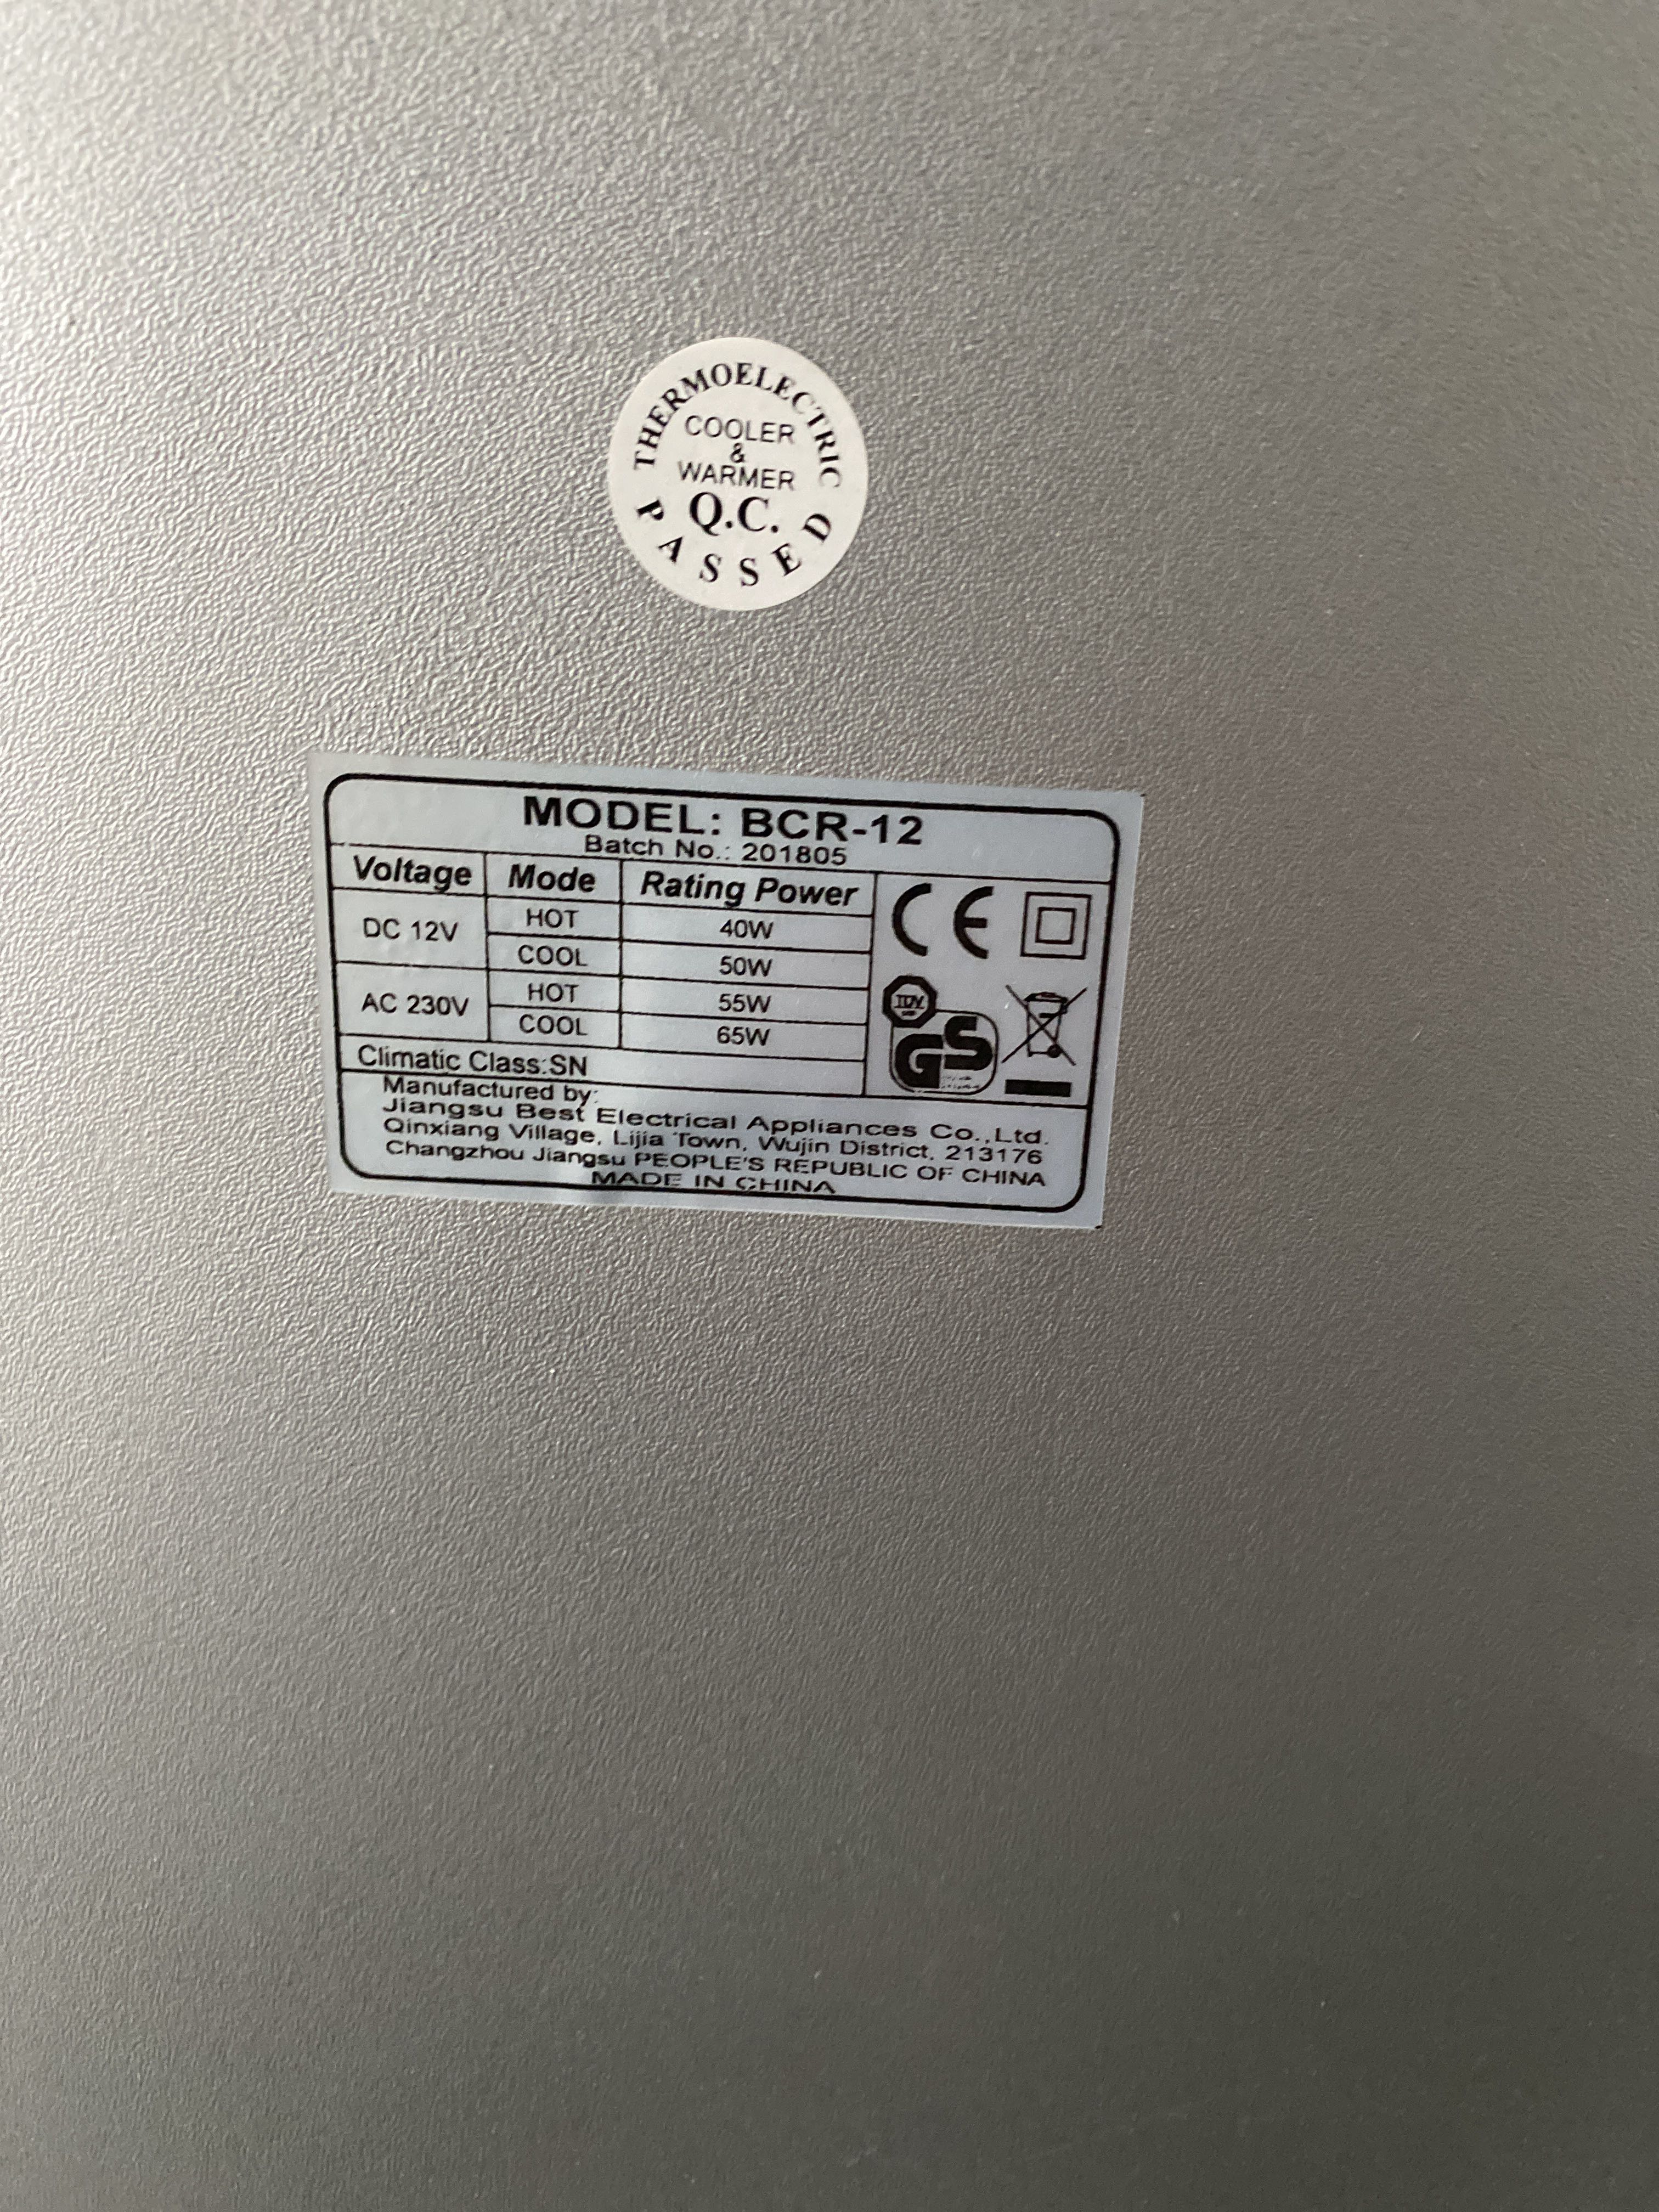 THERMOELECTRIC
COOLER
&
WARMER
Q.C.
PASSED
MODEL: BCR-12
Batch No.: 201805
Voltage Mode Rating Power
DC 12V HOT 40W
COOL 50W
AC 230V HOT 55W
COOL 65W
CE
TÜV
GS
Climatic Class:SN
Manufactured by:
Jiangsu Best Electrical Appliances Co.,Ltd.
Qinxiang Village, Lijia Town, Wujin District, 213176
Changzhou Jiangsu PEOPLE'S REPUBLIC OF CHINA
MADE IN CHINA